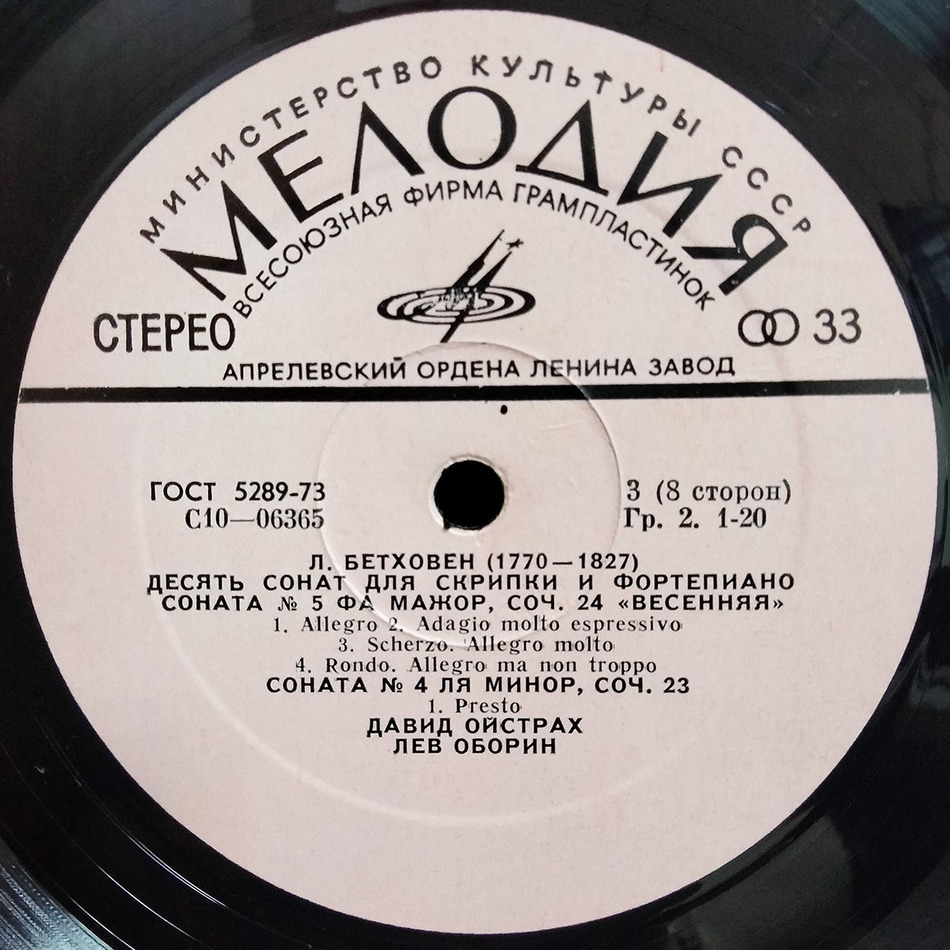 МИНИСТЕРСТВО КУЛЬТУРЫ СССР
МЕЛОДИЯ
ВСЕСОЮЗНАЯ ФИРМА ГРАМПЛАСТИНОК
СТЕРЕО
33
АПРЕЛЕВСКИЙ ОРДЕНА ЛЕНИНА ЗАВОД
ГОСТ 5289-73
3 (8 сторон)
С10—06365
Гр. 2. 1-20
Л. БЕТХОВЕН (1770—1827)
ДЕСЯТЬ СОНАТ ДЛЯ СКРИПКИ И ФОРТЕПИАНО
СОНАТА № 5 ФА МАЖОР, СОЧ. 24 «ВЕСЕННЯЯ»
1. Allegro 2. Adagio molto espressivo
3. Scherzo. Allegro molto
4. Rondo. Allegro ma non troppo
СОНАТА № 4 ЛЯ МИНОР, СОЧ. 23
1. Presto
ДАВИД ОЙСТРАХ
ЛЕВ ОБОРИН